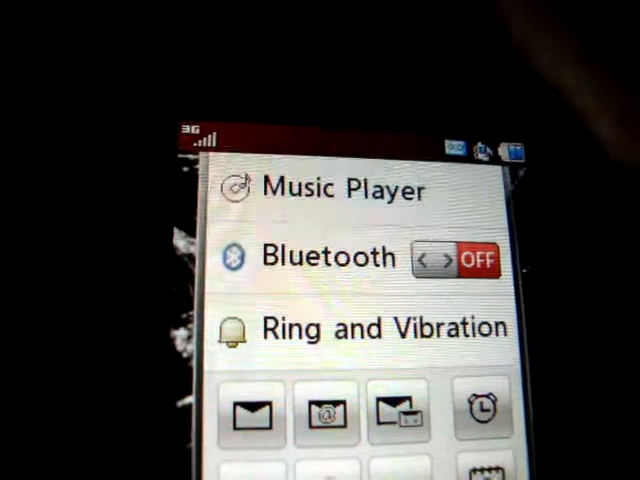 3G
Music Player
Bluetooth < > OFF
Ring and Vibration
@